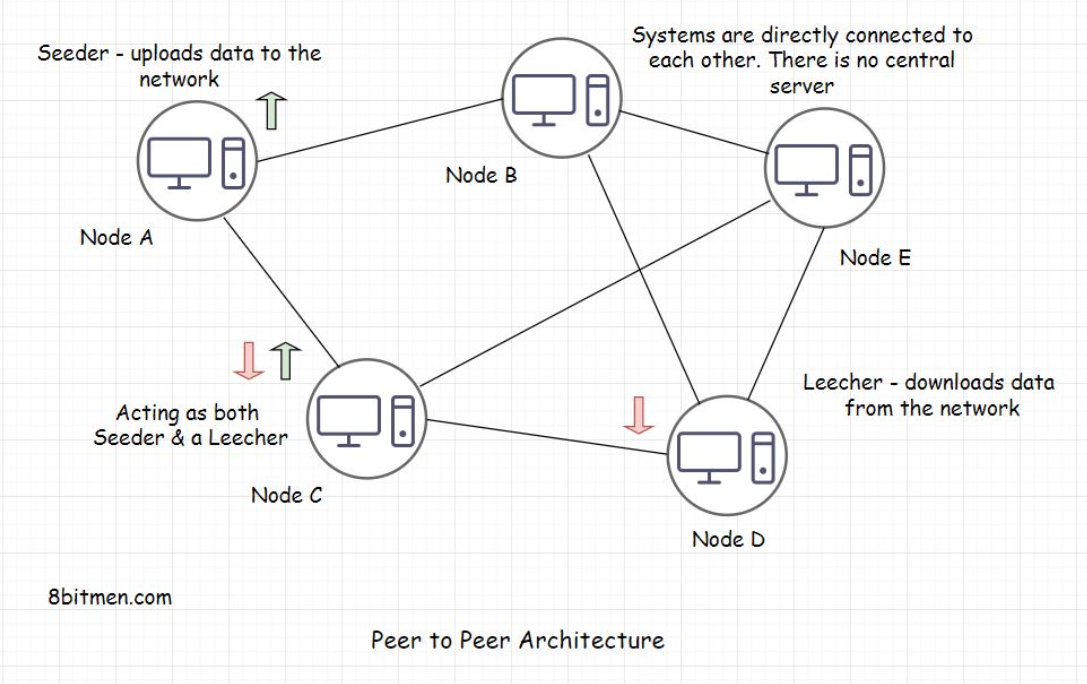 Seeder - uploads data to the
network
Systems are directly connected to
each other. There is no central
server
Node B
Node A
Node E
Acting as both
Seeder & a Leecher
Leecher - downloads data
from the network
Node C
Node D
8bitmen.com
Peer to Peer Architecture